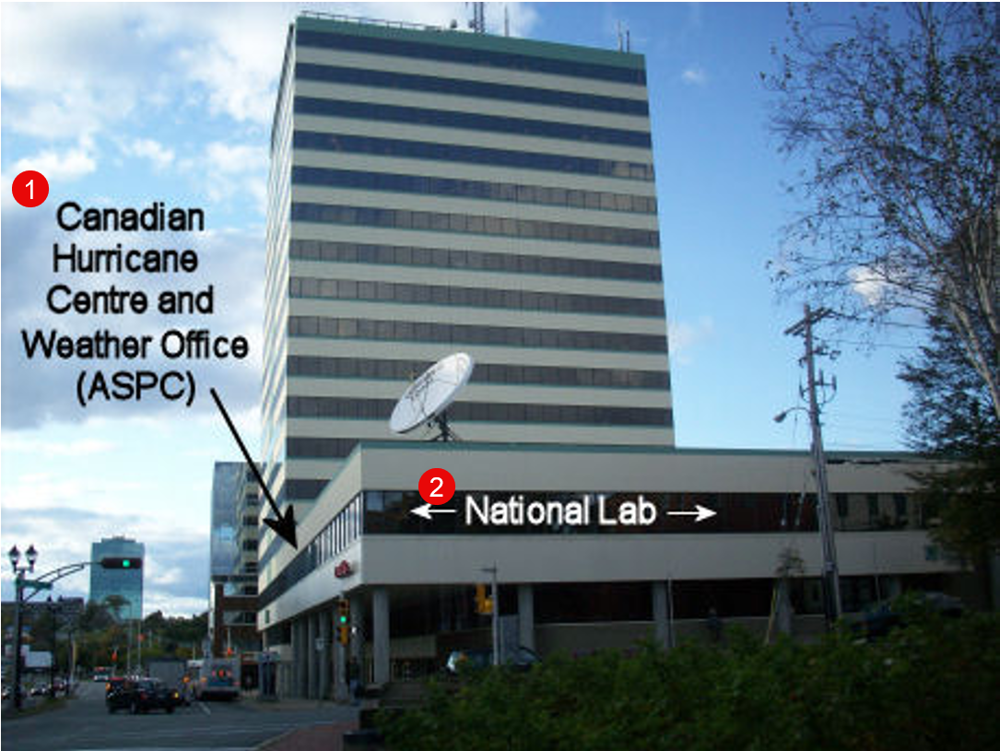 1
Canadian
Hurricane
Centre and
Weather Office
(ASPC)
2
National Lab